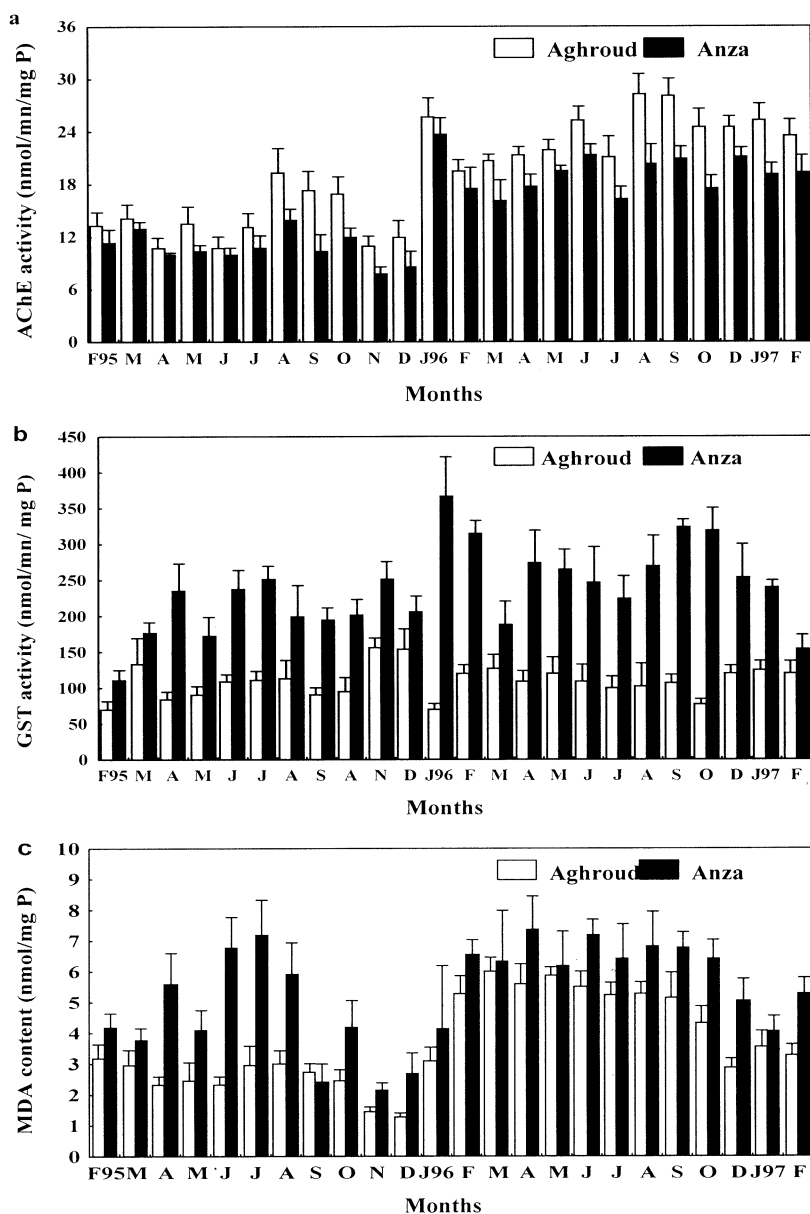 a
AChE activity (nmol/mn/mg P)
36
30
24
18
12
6
0
Aghroud Anza
F95 M A M J J A S O N D J96 F M A M J J A S O D J97 F
Months
b
GST activity (nmol/mn/ mg P)
450
400
350
300
250
200
150
100
50
0
Aghroud Anza
F95 M A M J J A S A N D J96 F M A M J J A S O D J97 F
Months
c
MDA content (nmol/mg P)
10
9
8
7
6
5
4
3
2
1
0
Aghroud Anza
F95 M A M J J A S O N D J96 F M A M J J A S O D J97 F
Months